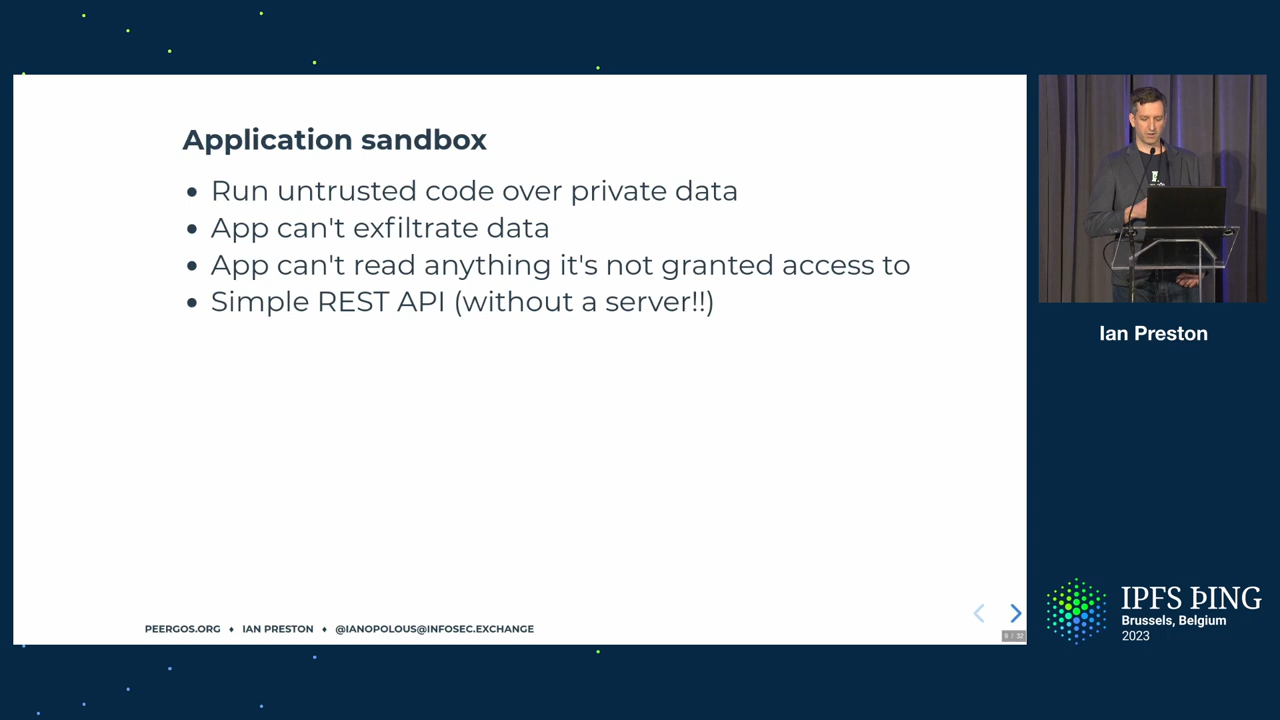 Application sandbox
• Run untrusted code over private data
• App can't exfiltrate data
• App can't read anything it's not granted access to
• Simple REST API (without a server!!)
PEERGOS.ORG ♦ IAN PRESTON ♦ @IANOPOLOUS@INFOSEC.EXCHANGE
9 / 32
Ian Preston
IPFS ÞING
Brussels, Belgium
2023